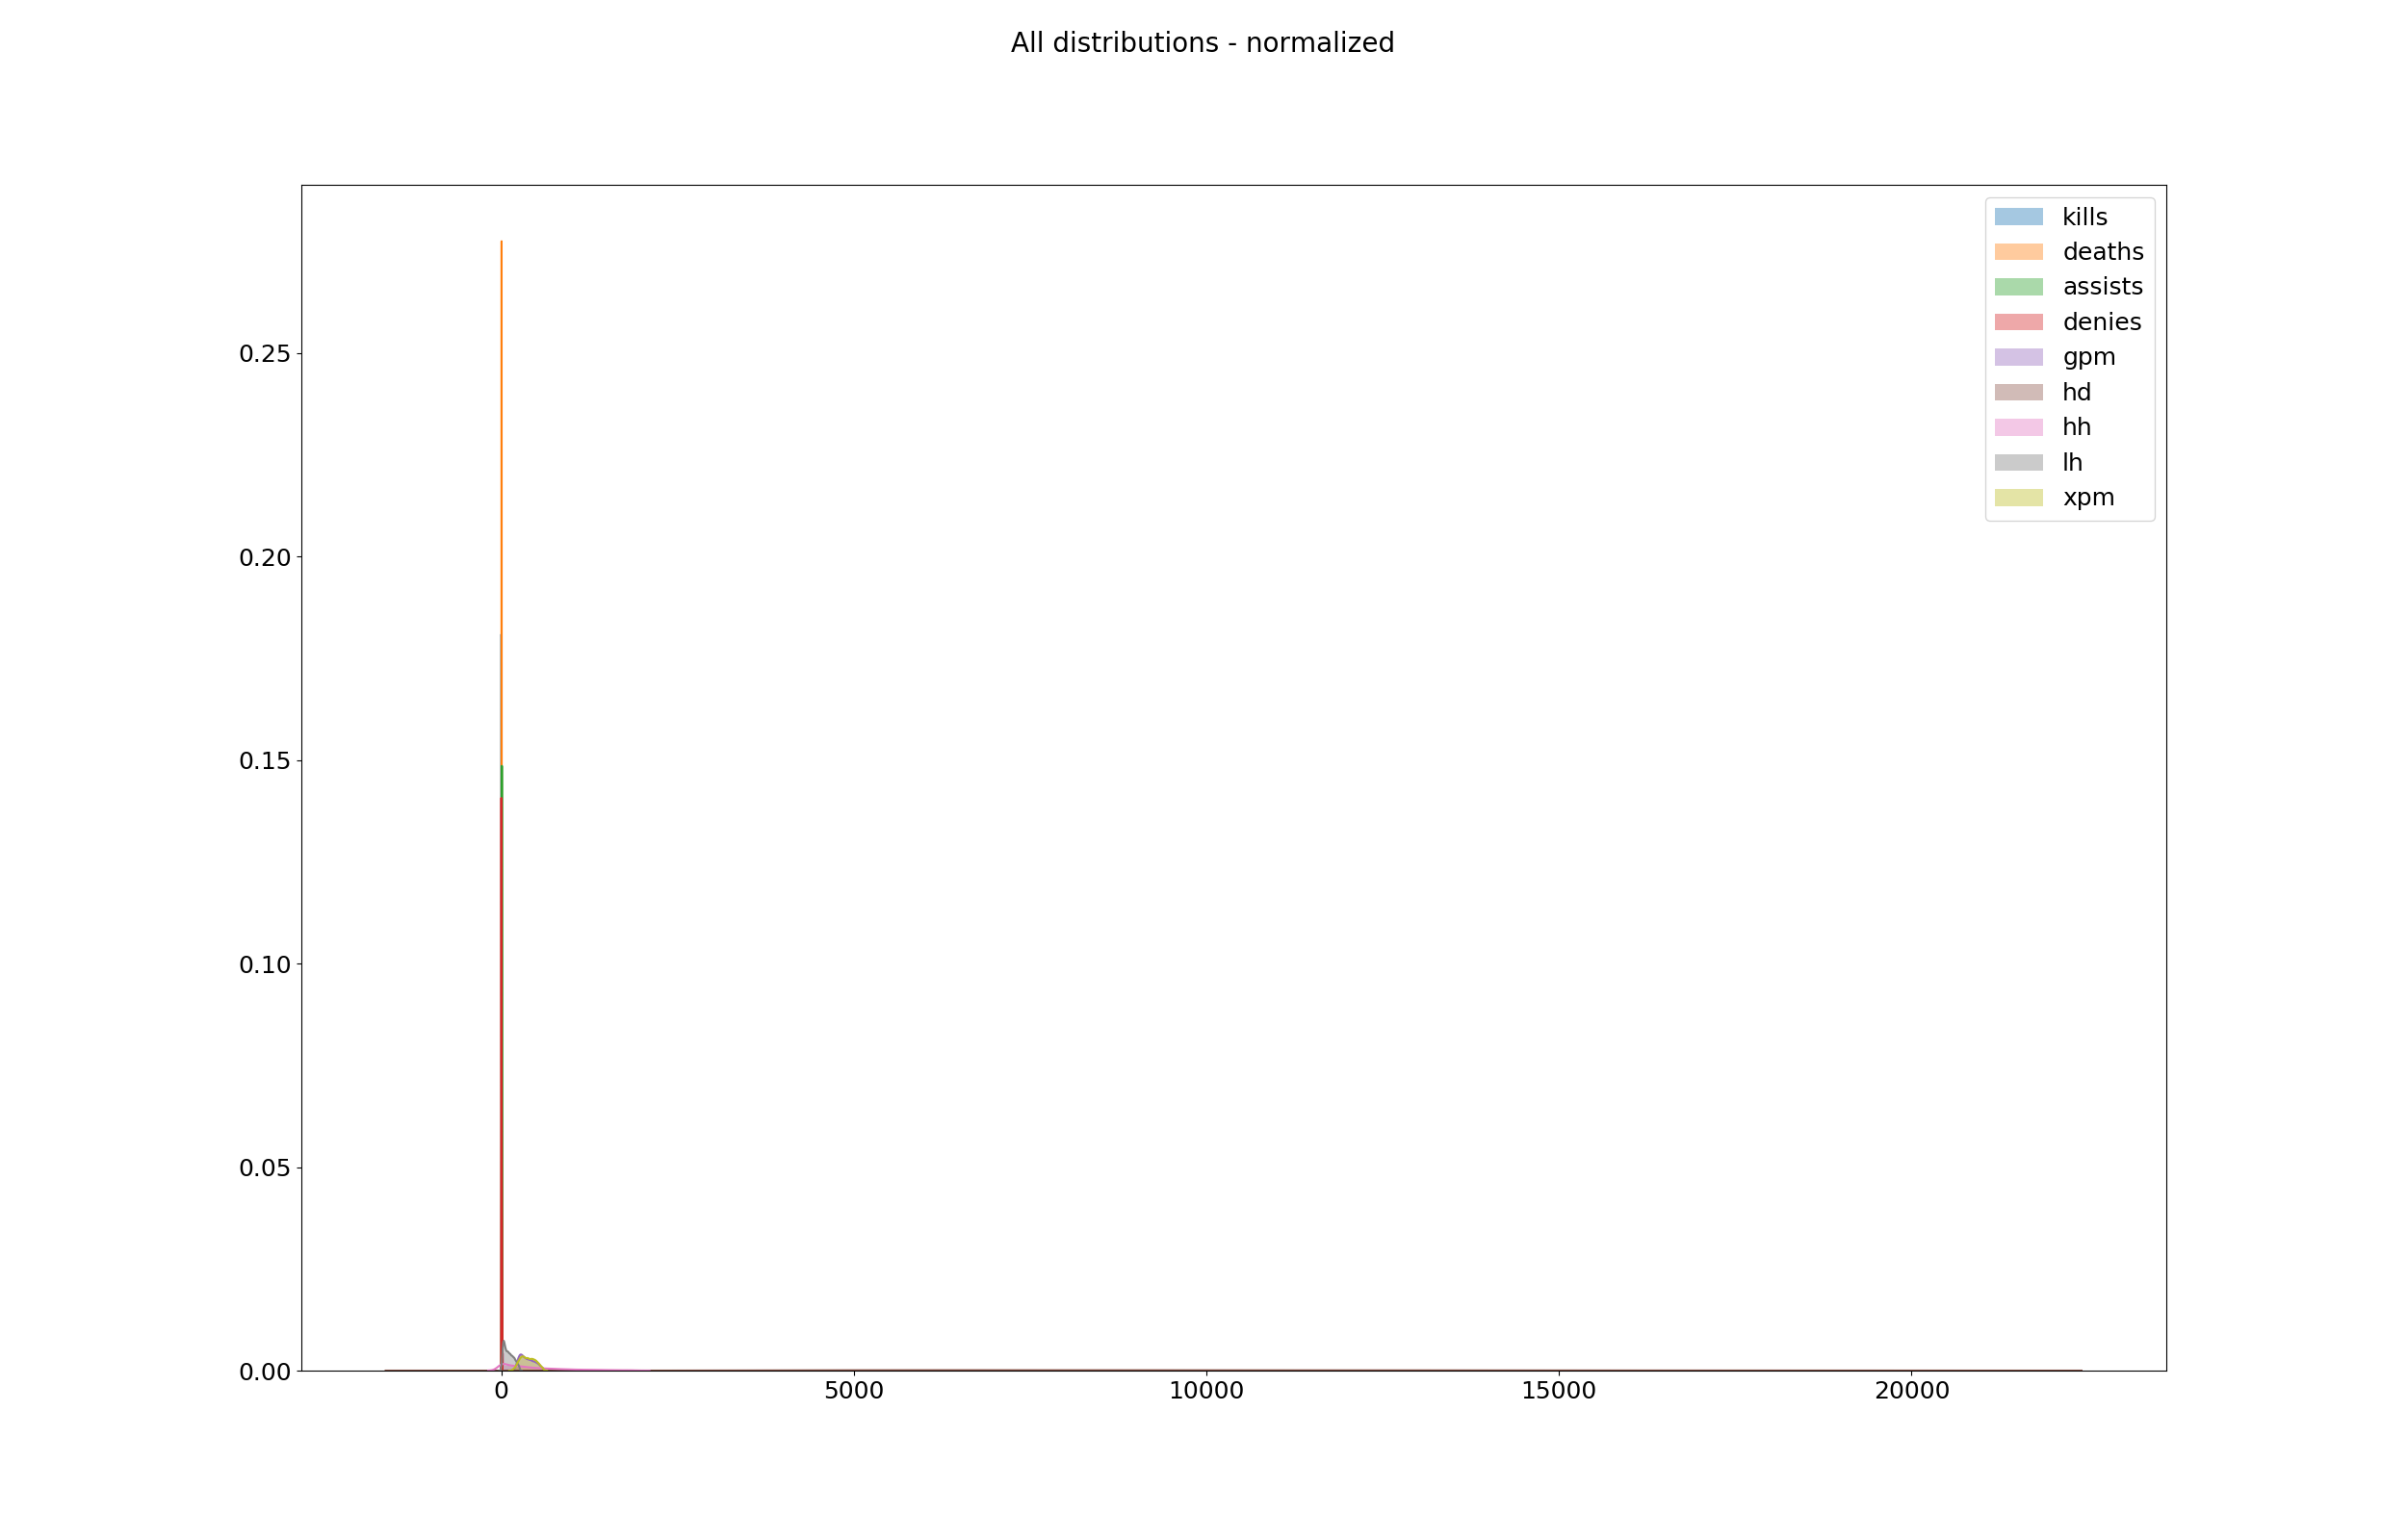 All distributions - normalized
kills
deaths
assists
denies
gpm
hd
hh
lh
xpm
0.25
0.20
0.15
0.10
0.05
0.00
0 5000 10000 15000 20000